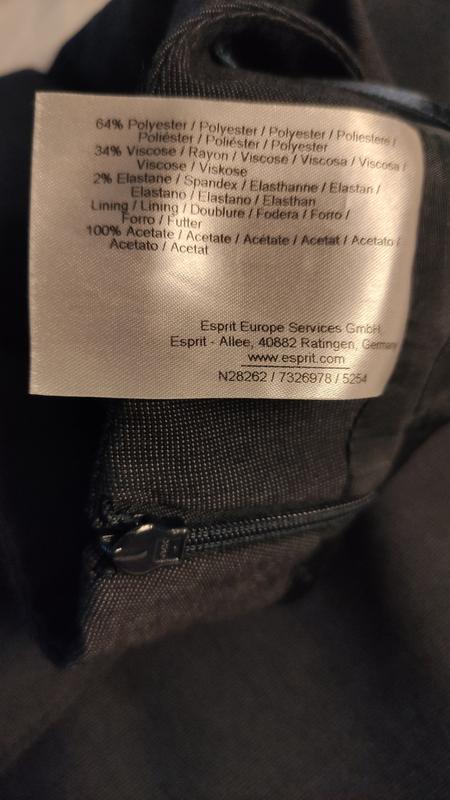 64% Polyester / Polyester / Polyester / Poliestere /
Poliéster / Poliéster / Polyester
34% Viscose / Rayon / Viscose / Viscosa / Viscosa /
Viscose / Viskose
2% Elastane / Spandex / Elasthanne / Elastan /
Elastano / Elastano / Elasthan
Lining / Lining / Doublure / Fodera / Forro /
Forro / Futter
100% Acetate / Acetate / Acétate / Acetat / Acetato /
Acetato / Acetat
Esprit Europe Services GmbH
Esprit - Allee, 40882 Ratingen, Germany
www.esprit.com
N28262 / 7326978 / 5254